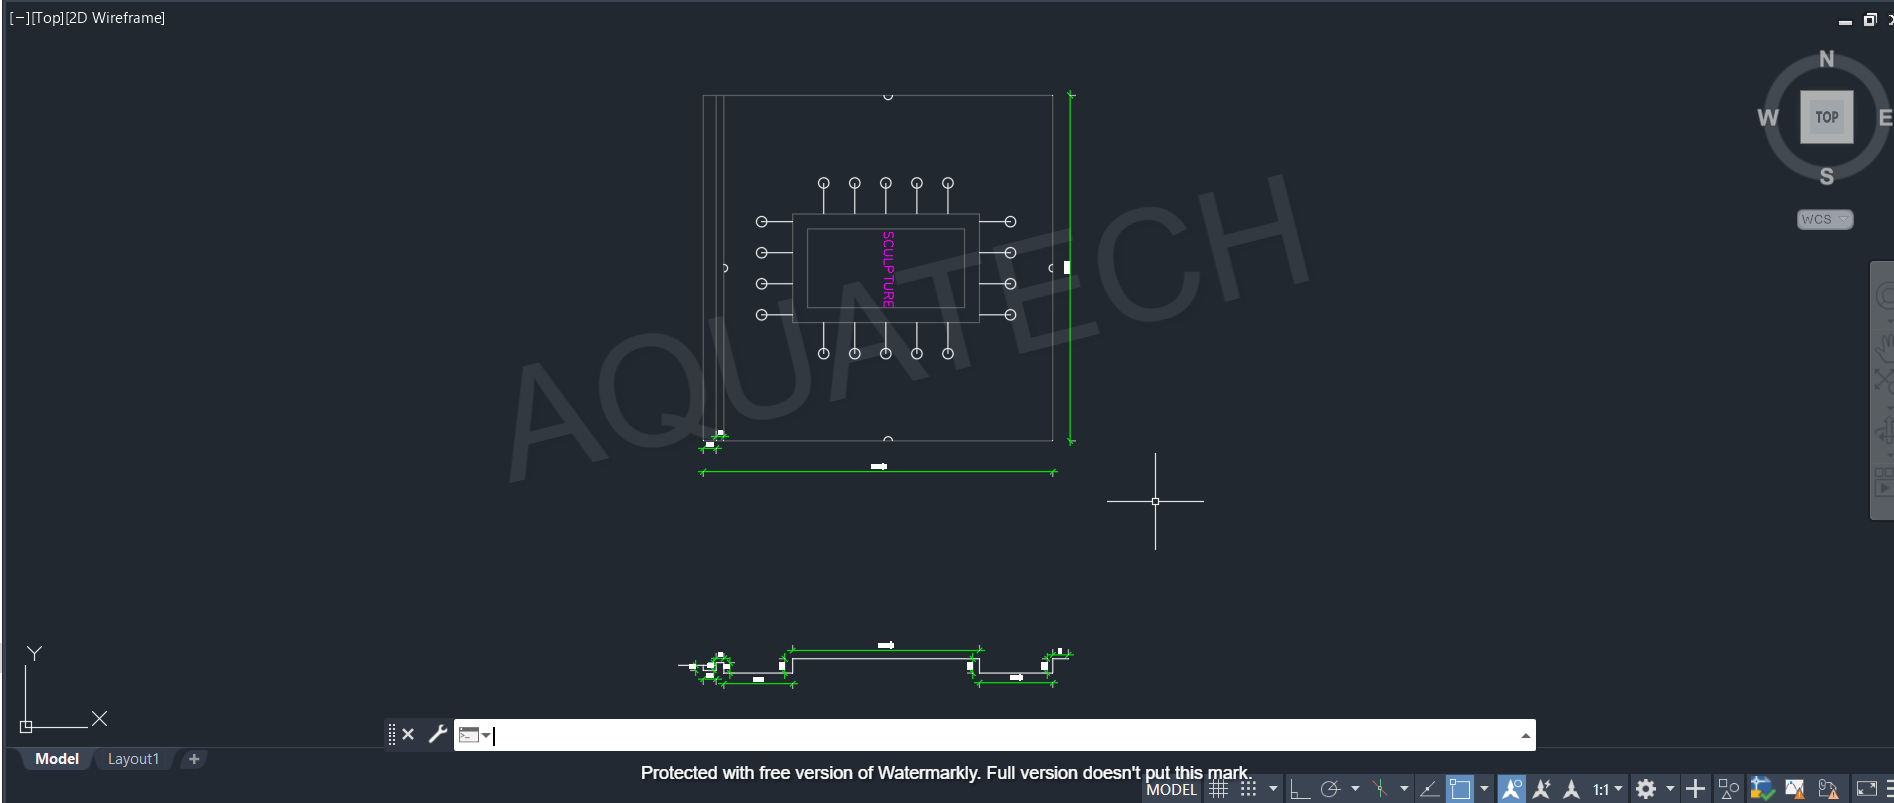 [−][Top][2D Wireframe]
N
W
TOP
E
S
WCS
SCULPTURE
AQUATECH
Y
X
Model
Layout1
+
Protected with free version of Watermarkly. Full version doesn't put this mark.
MODEL
1:1